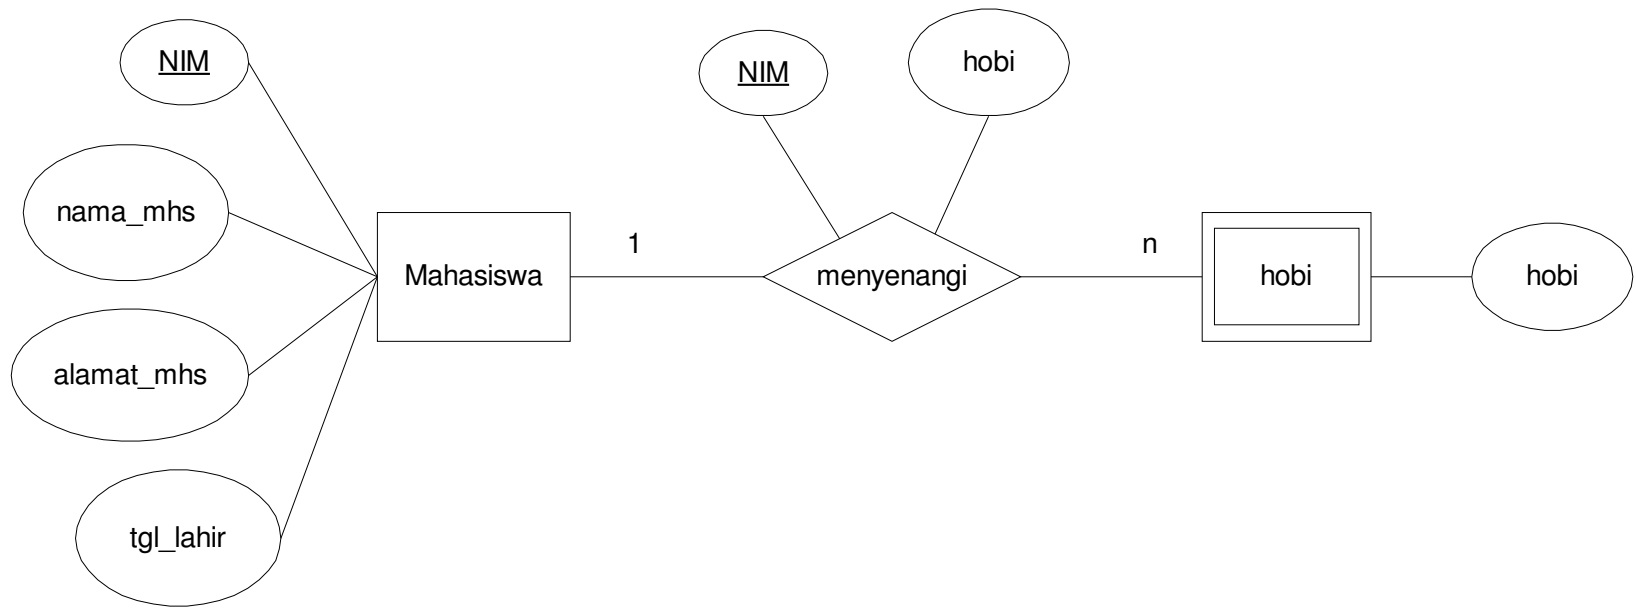 NIM
nama_mhs
alamat_mhs
tgl_lahir
Mahasiswa
1
NIM
hobi
menyenangi
n
hobi
hobi